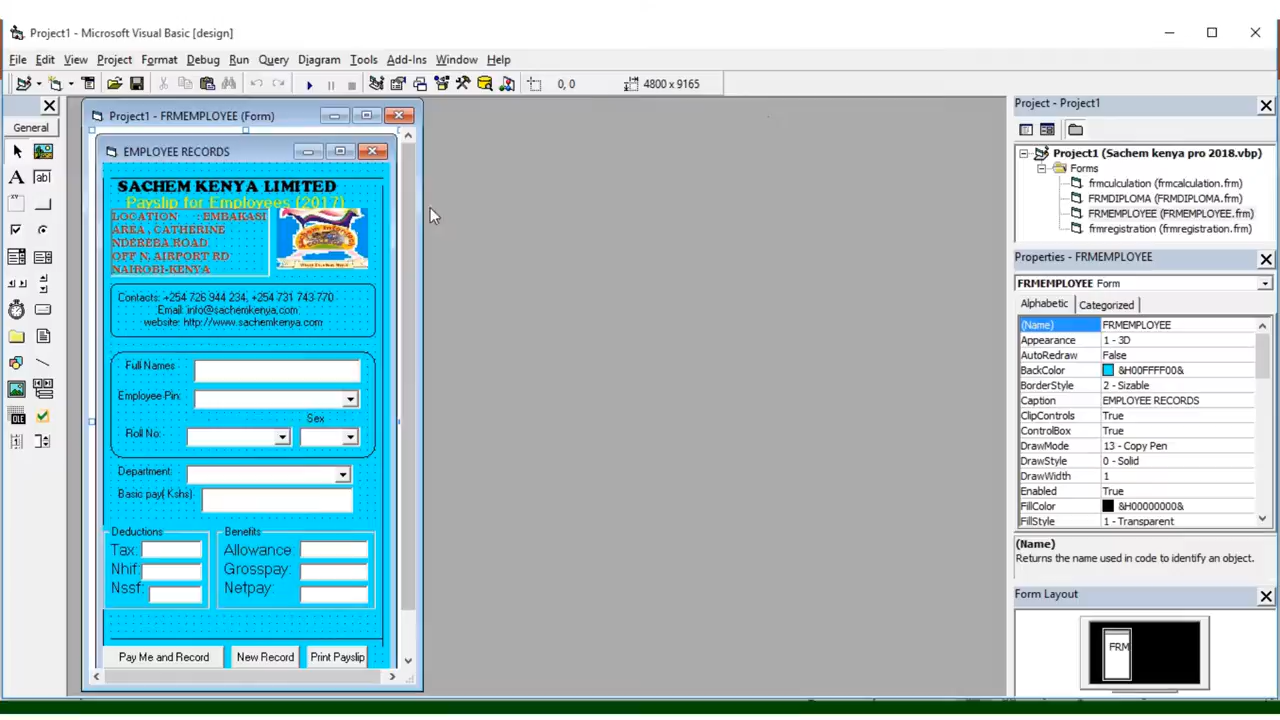 Project1 - Microsoft Visual Basic [design]
File Edit View Project Format Debug Run Query Diagram Tools Add-Ins Window Help
0, 0
4800 x 9165
General
Project1 - FRMEMPLOYEE (Form)
EMPLOYEE RECORDS
SACHEM KENYA LIMITED
Payslip for Employees (2017)
LOCATION : EMBAKASI
AREA , CATHERINE
NDEREBA ROAD
OFF N, AIRPORT RD
NAIROBI-KENYA
Contacts: +254 726 944 234, +254 731 743 770
Email: info@sachemkenya.com
website: http://www.sachemkenya.com
Full Names
Employee Pin:
Sex
Roll No:
Department:
Basic pay( Kshs)
Deductions
Tax:
Nhif:
Nssf:
Benefits
Allowance
Grosspay:
Netpay:
Pay Me and Record
New Record
Print Payslip
Project - Project1
Project1 (Sachem kenya pro 2018.vbp)
Forms
frmculculation (frmcalculation.frm)
FRMDIPLOMA (FRMDIPLOMA.frm)
FRMEMPLOYEE (FRMEMPLOYEE.frm)
frmregistration (frmregistration.frm)
Properties - FRMEMPLOYEE
FRMEMPLOYEE Form
Alphabetic Categorized
(Name) FRMEMPLOYEE
Appearance 1 - 3D
AutoRedraw False
BackColor &H00FFFF00&
BorderStyle 2 - Sizable
Caption EMPLOYEE RECORDS
ClipControls True
ControlBox True
DrawMode 13 - Copy Pen
DrawStyle 0 - Solid
DrawWidth 1
Enabled True
FillColor &H00000000&
FillStyle 1 - Transparent
(Name)
Returns the name used in code to identify an object.
Form Layout
FRM